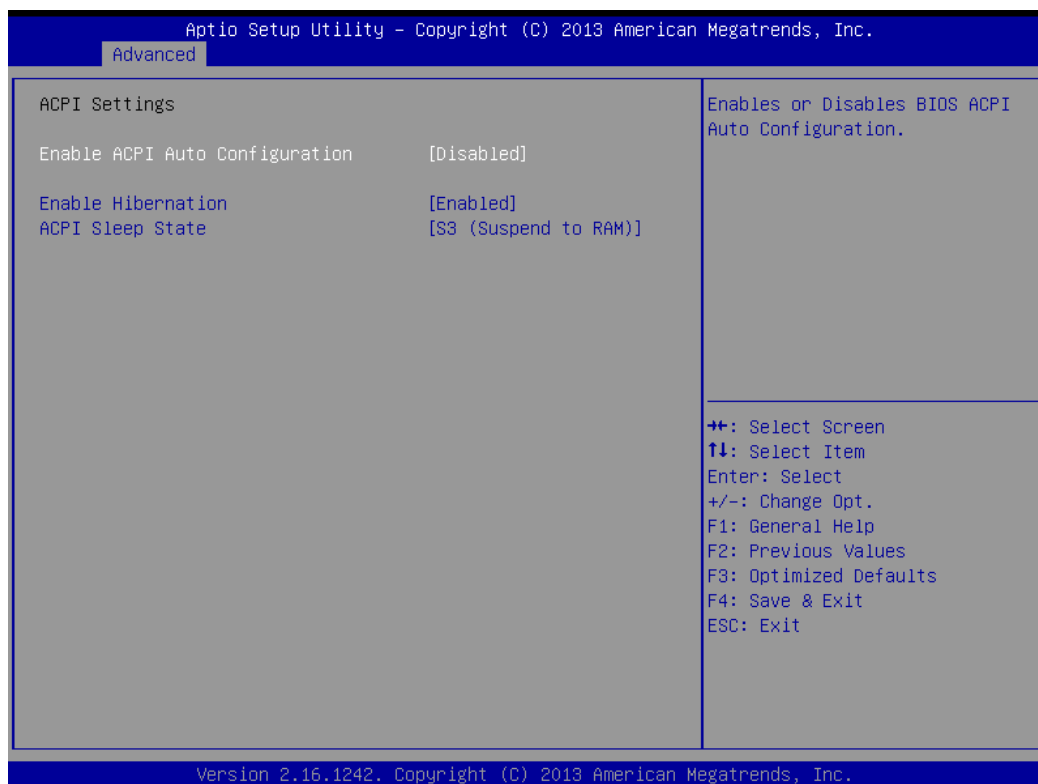 Aptio Setup Utility – Copyright (C) 2013 American Megatrends, Inc.
Advanced
ACPI Settings
Enable ACPI Auto Configuration [Disabled]
Enable Hibernation [Enabled]
ACPI Sleep State [S3 (Suspend to RAM)]
Enables or Disables BIOS ACPI
Auto Configuration.
→←: Select Screen
↑↓: Select Item
Enter: Select
+/-: Change Opt.
F1: General Help
F2: Previous Values
F3: Optimized Defaults
F4: Save & Exit
ESC: Exit
Version 2.16.1242. Copyright (C) 2013 American Megatrends, Inc.